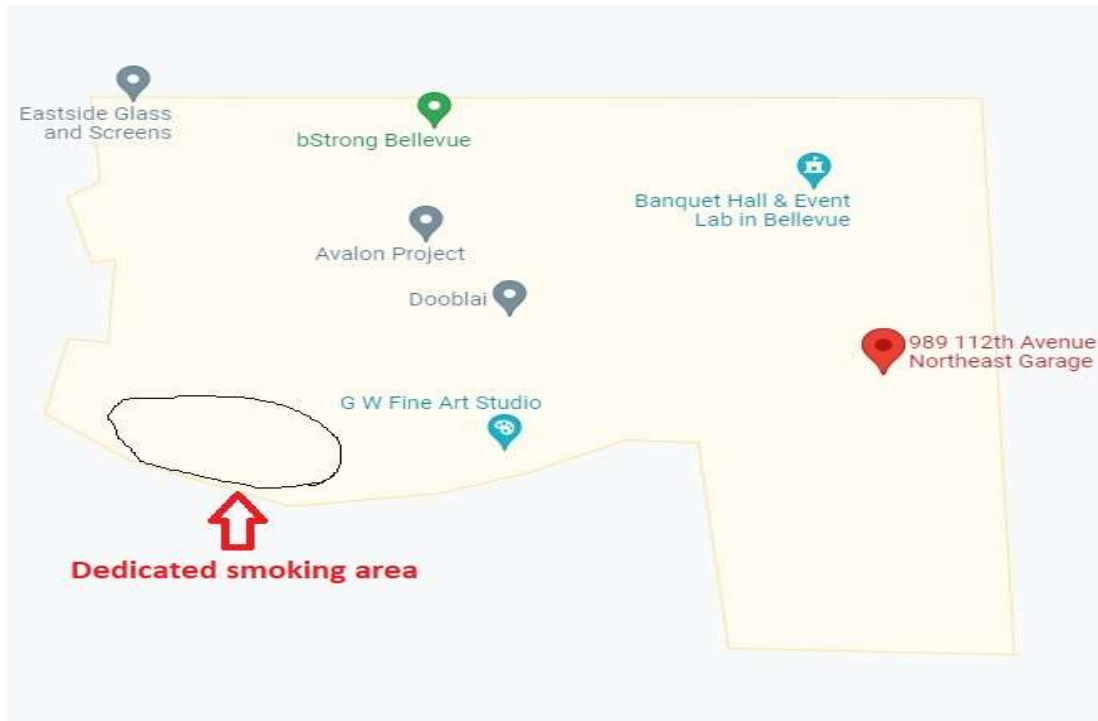 Eastside Glass
and Screens
bStrong Bellevue
Banquet Hall & Event
Lab in Bellevue
Avalon Project
Dooblai
989 112th Avenue
Northeast Garage
G W Fine Art Studio
Dedicated smoking area